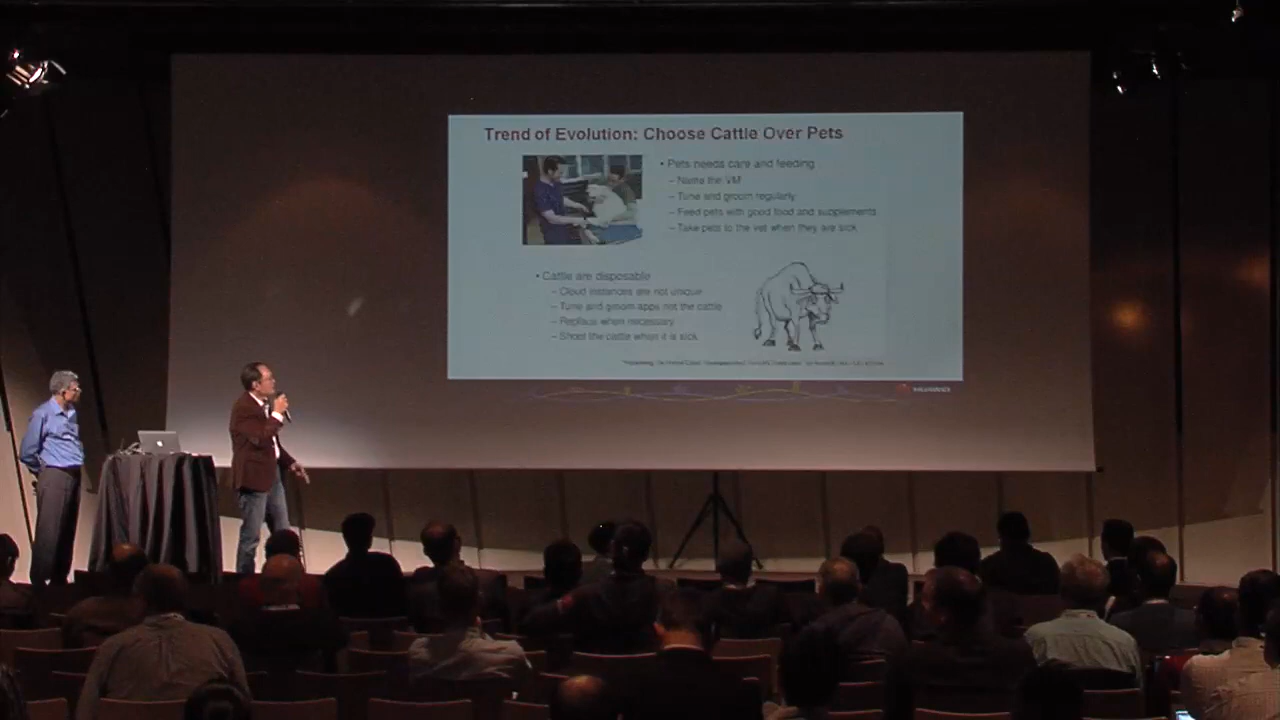 Trend of Evolution: Choose Cattle Over Pets
• Pets needs care and feeding
– Name the VM
– Tune and groom regularly
– Feed pets with good food and supplements
– Take pets to the vet when they are sick
• Cattle are disposable
– Cloud instances are not unique
– Tune and groom apps not the cattle
– Replace when necessary
– Shoot the cattle when it is sick
HUAWEI